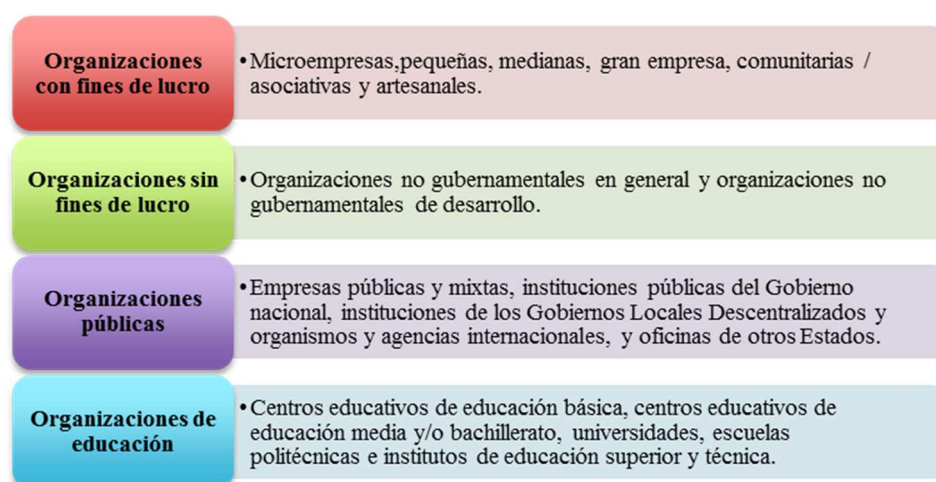 Organizaciones
con fines de lucro
•Microempresas,pequeñas, medianas, gran empresa, comunitarias /
asociativas y artesanales.
Organizaciones sin
fines de lucro
•Organizaciones no gubernamentales en general y organizaciones no
gubernamentales de desarrollo.
Organizaciones
públicas
•Empresas públicas y mixtas, instituciones públicas del Gobierno
nacional, instituciones de los Gobiernos Locales Descentralizados y
organismos y agencias internacionales, y oficinas de otros Estados.
Organizaciones de
educación
•Centros educativos de educación básica, centros educativos de
educación media y/o bachillerato, universidades, escuelas
politécnicas e institutos de educación superior y técnica.